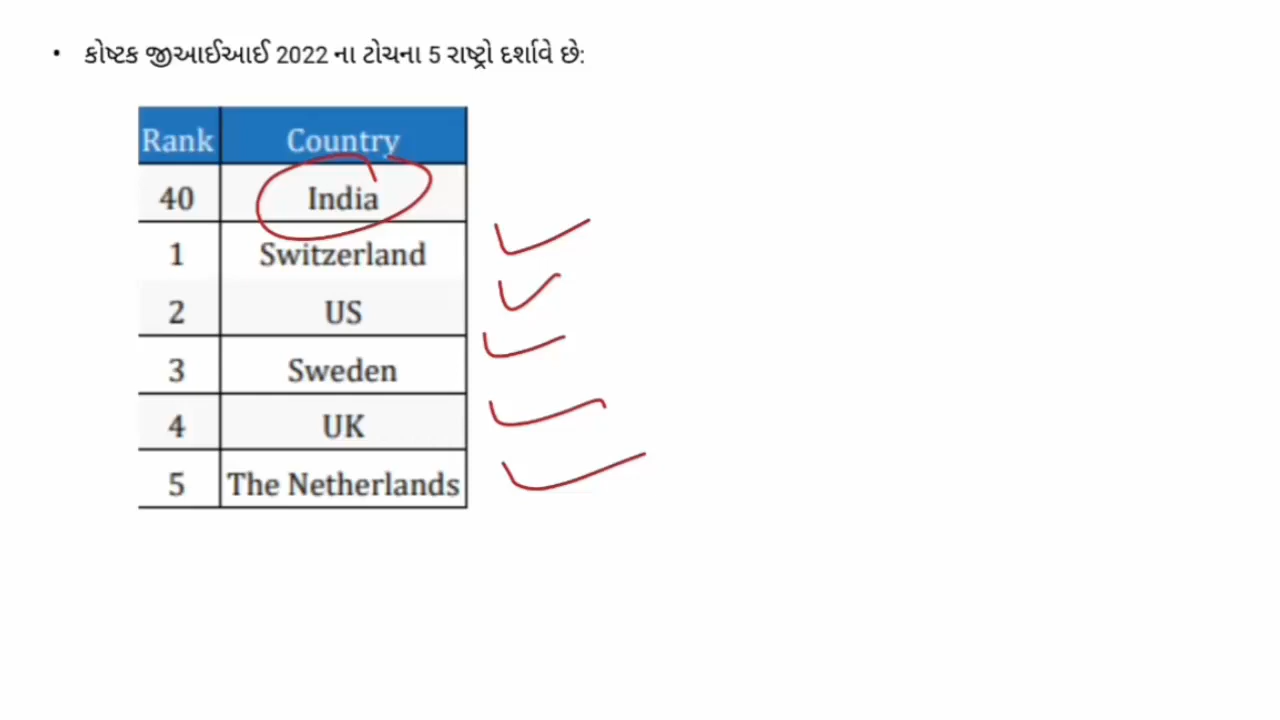 • કોષ્ટક જીઆઈઆઈ 2022 ના ટોચના 5 રાષ્ટ્રો દર્શાવે છે:
Rank Country
40 India
1 Switzerland
2 US
3 Sweden
4 UK
5 The Netherlands